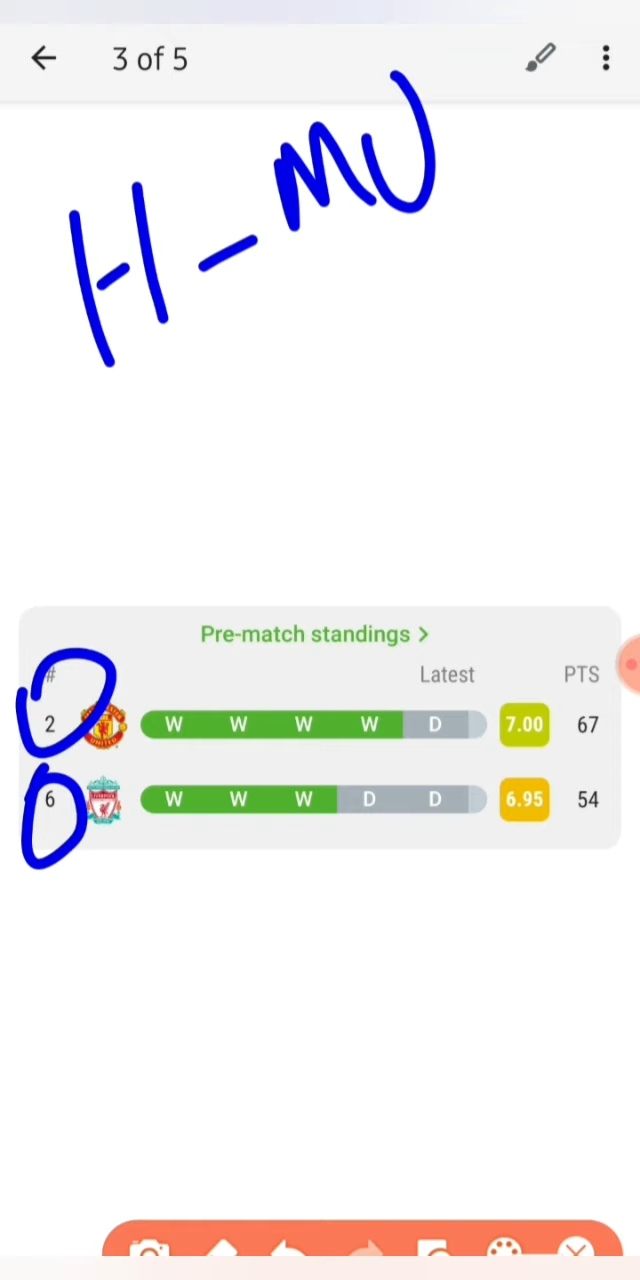 3 of 5
H - MU
Pre-match standings >
# Latest PTS
2 W W W W D 7.00 67
6 W W W D D 6.95 54